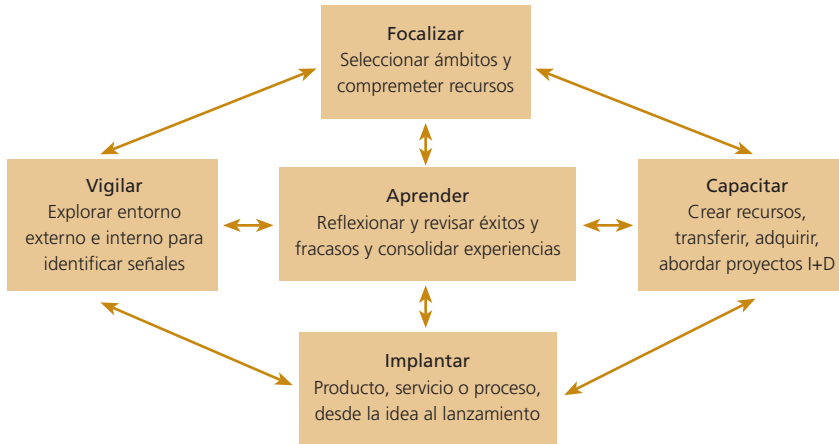 Focalizar
Seleccionar ámbitos y
compremeter recursos
Vigilar
Explorar entorno
externo e interno para
identificar señales
Aprender
Reflexionar y revisar éxitos y
fracasos y consolidar experiencias
Capacitar
Crear recursos,
transferir, adquirir,
abordar proyectos I+D
Implantar
Producto, servicio o proceso,
desde la idea al lanzamiento